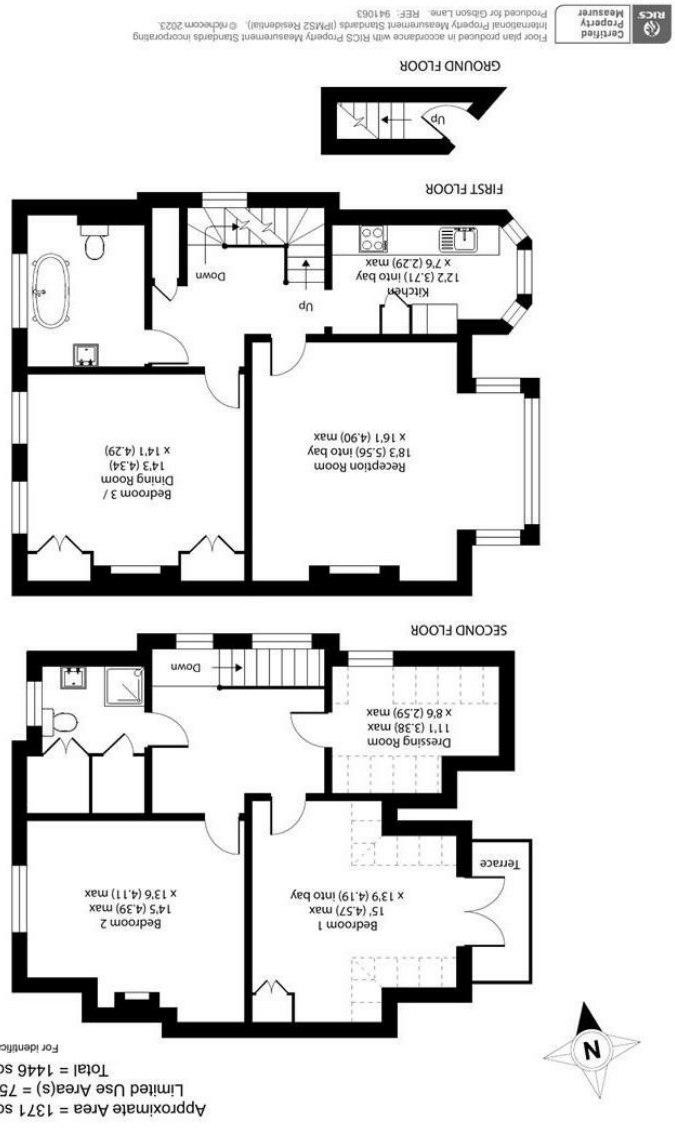 Approximate Area = 1371 sq
Limited Use Area(s) = 75
Total = 1446 sq
For identifica
N
Terrace
Bedroom 1
15' (4.57) max
x 13'9 (4.19) into bay
Bedroom 2
14'5 (4.39) max
x 13'6 (4.11) max
Dressing Room
11'1 (3.38) max
x 8'6 (2.59) max
Down
SECOND FLOOR
Reception Room
18'3 (5.56) into bay
x 16'1 (4.90) max
Bedroom 3 /
Dining Room
14'3 (4.34)
x 14'1 (4.29)
Kitchen
12'2 (3.71) into bay
x 7'6 (2.29) max
Up
Down
FIRST FLOOR
Up
GROUND FLOOR
Certified
Property
Measurer
RICS
Floor plan produced in accordance with RICS Property Measurement Standards incorporating
International Property Measurement Standards (IPMS2 Residential). © nichecom 2023.
Produced for Gibson Lane. REF: 941063